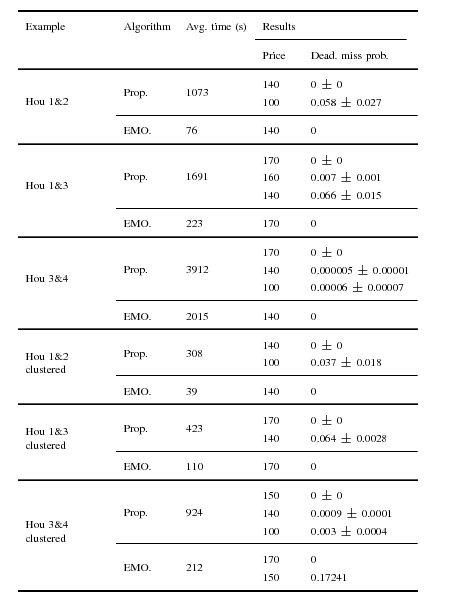 Example Algorithm Avg. time (s) Results
Price Dead. miss prob.
Hou 1&2 Prop. 1073 140 0 ± 0
100 0.058 ± 0.027
EMO. 76 140 0
Hou 1&3 Prop. 1691 170 0 ± 0
160 0.007 ± 0.001
140 0.066 ± 0.015
EMO. 223 170 0
Hou 3&4 Prop. 3912 170 0 ± 0
140 0.000005 ± 0.00001
100 0.00006 ± 0.00007
EMO. 2015 140 0
Hou 1&2 clustered Prop. 308 140 0 ± 0
100 0.037 ± 0.018
EMO. 39 140 0
Hou 1&3 clustered Prop. 423 170 0 ± 0
140 0.064 ± 0.0028
EMO. 110 170 0
Hou 3&4 clustered Prop. 924 150 0 ± 0
140 0.0009 ± 0.0001
100 0.003 ± 0.0004
EMO. 212 170 0
150 0.17241